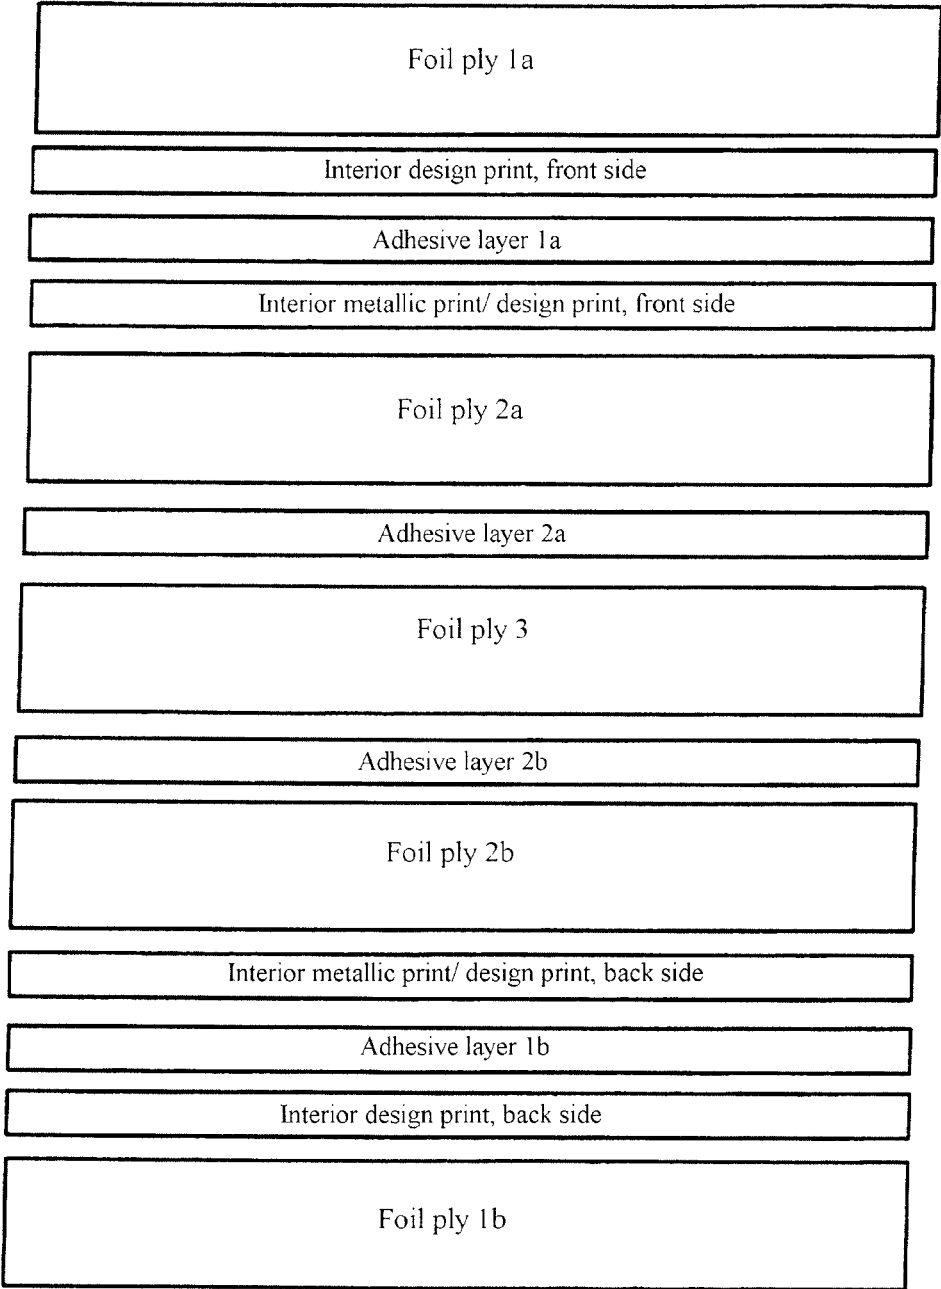 Foil ply 1a
Interior design print, front side
Adhesive layer 1a
Interior metallic print/ design print, front side
Foil ply 2a
Adhesive layer 2a
Foil ply 3
Adhesive layer 2b
Foil ply 2b
Interior metallic print/ design print, back side
Adhesive layer 1b
Interior design print, back side
Foil ply 1b